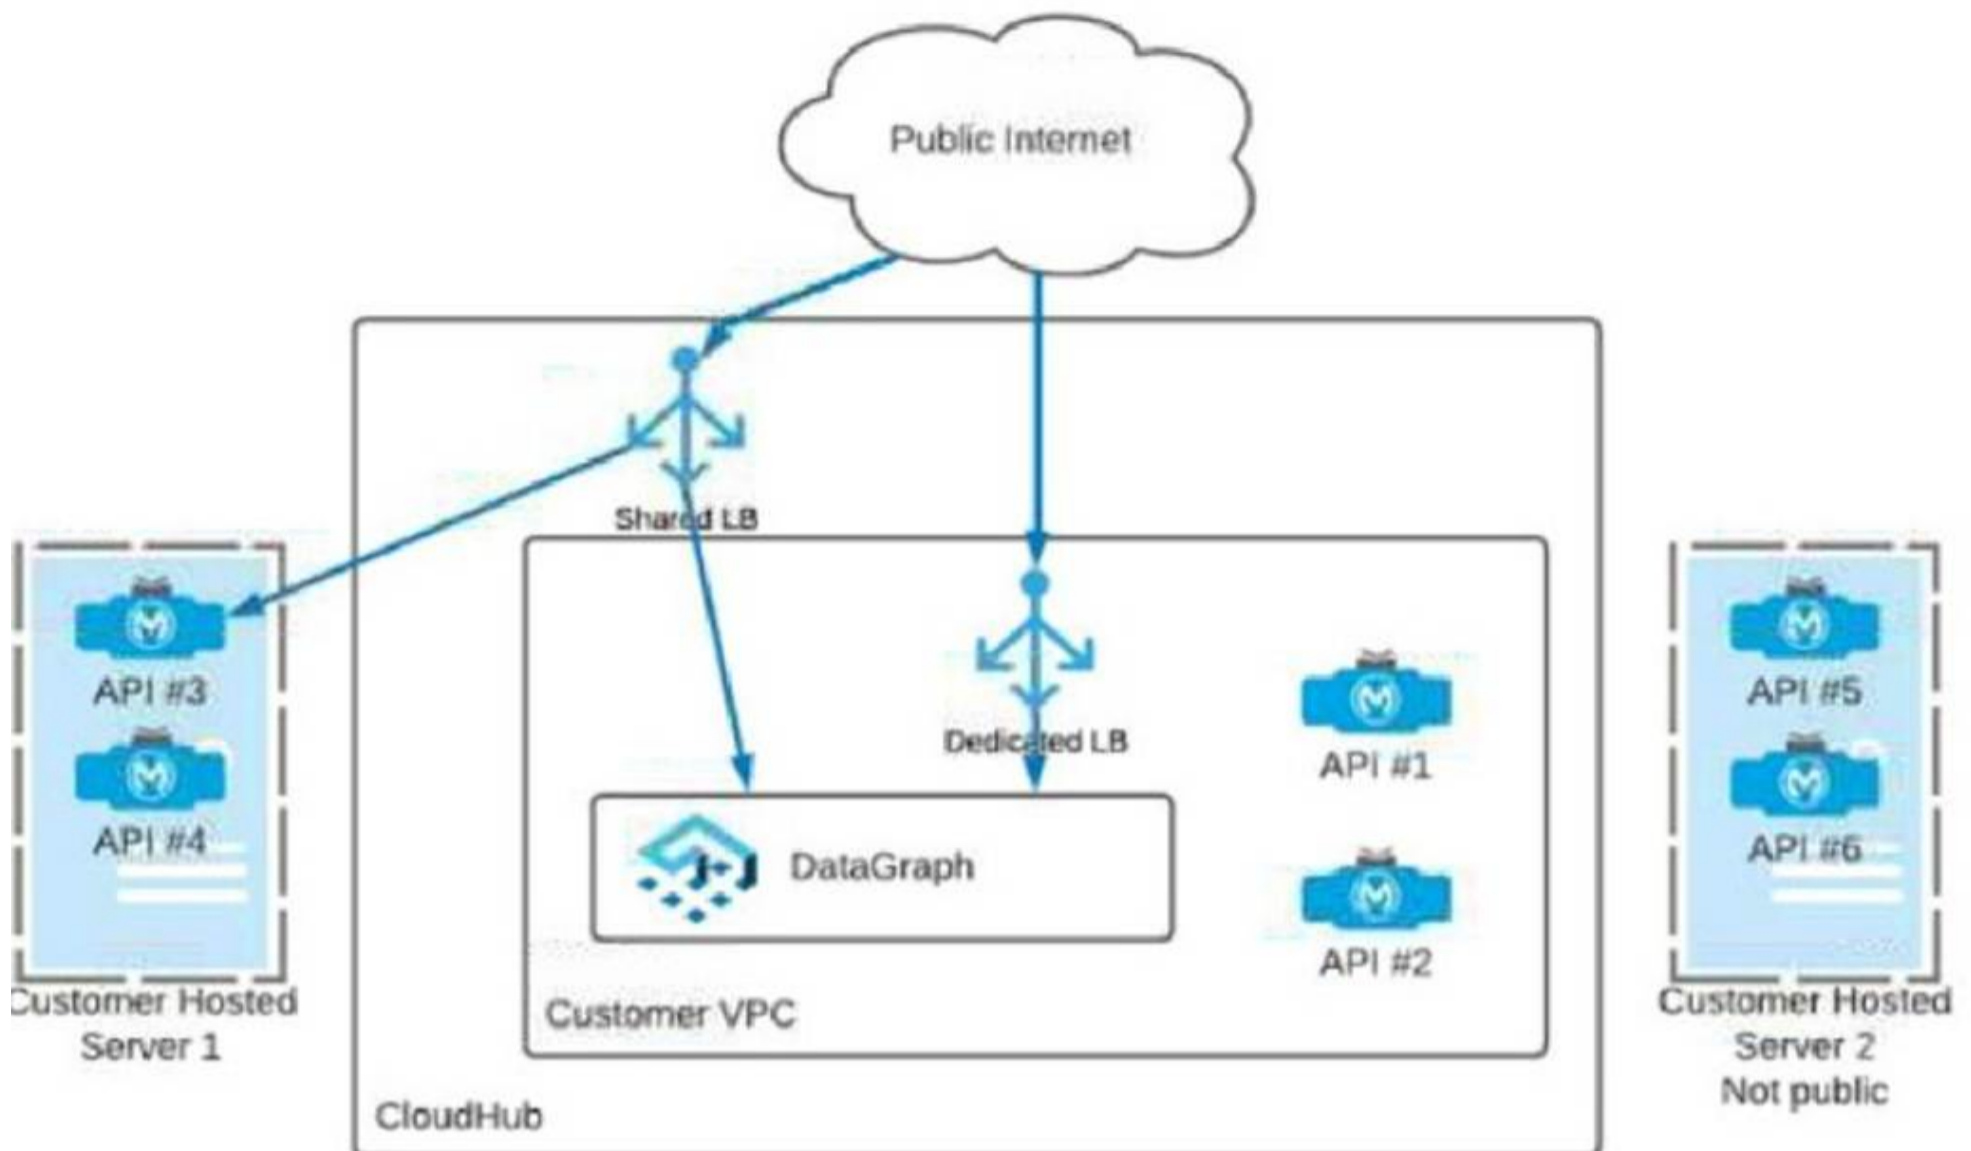 Public Internet
Shared LB
API #3
API #4
Customer Hosted
Server 1
Dedicated LB
API #1
API #2
DataGraph
Customer VPC
CloudHub
API #5
API #6
Customer Hosted
Server 2
Not public